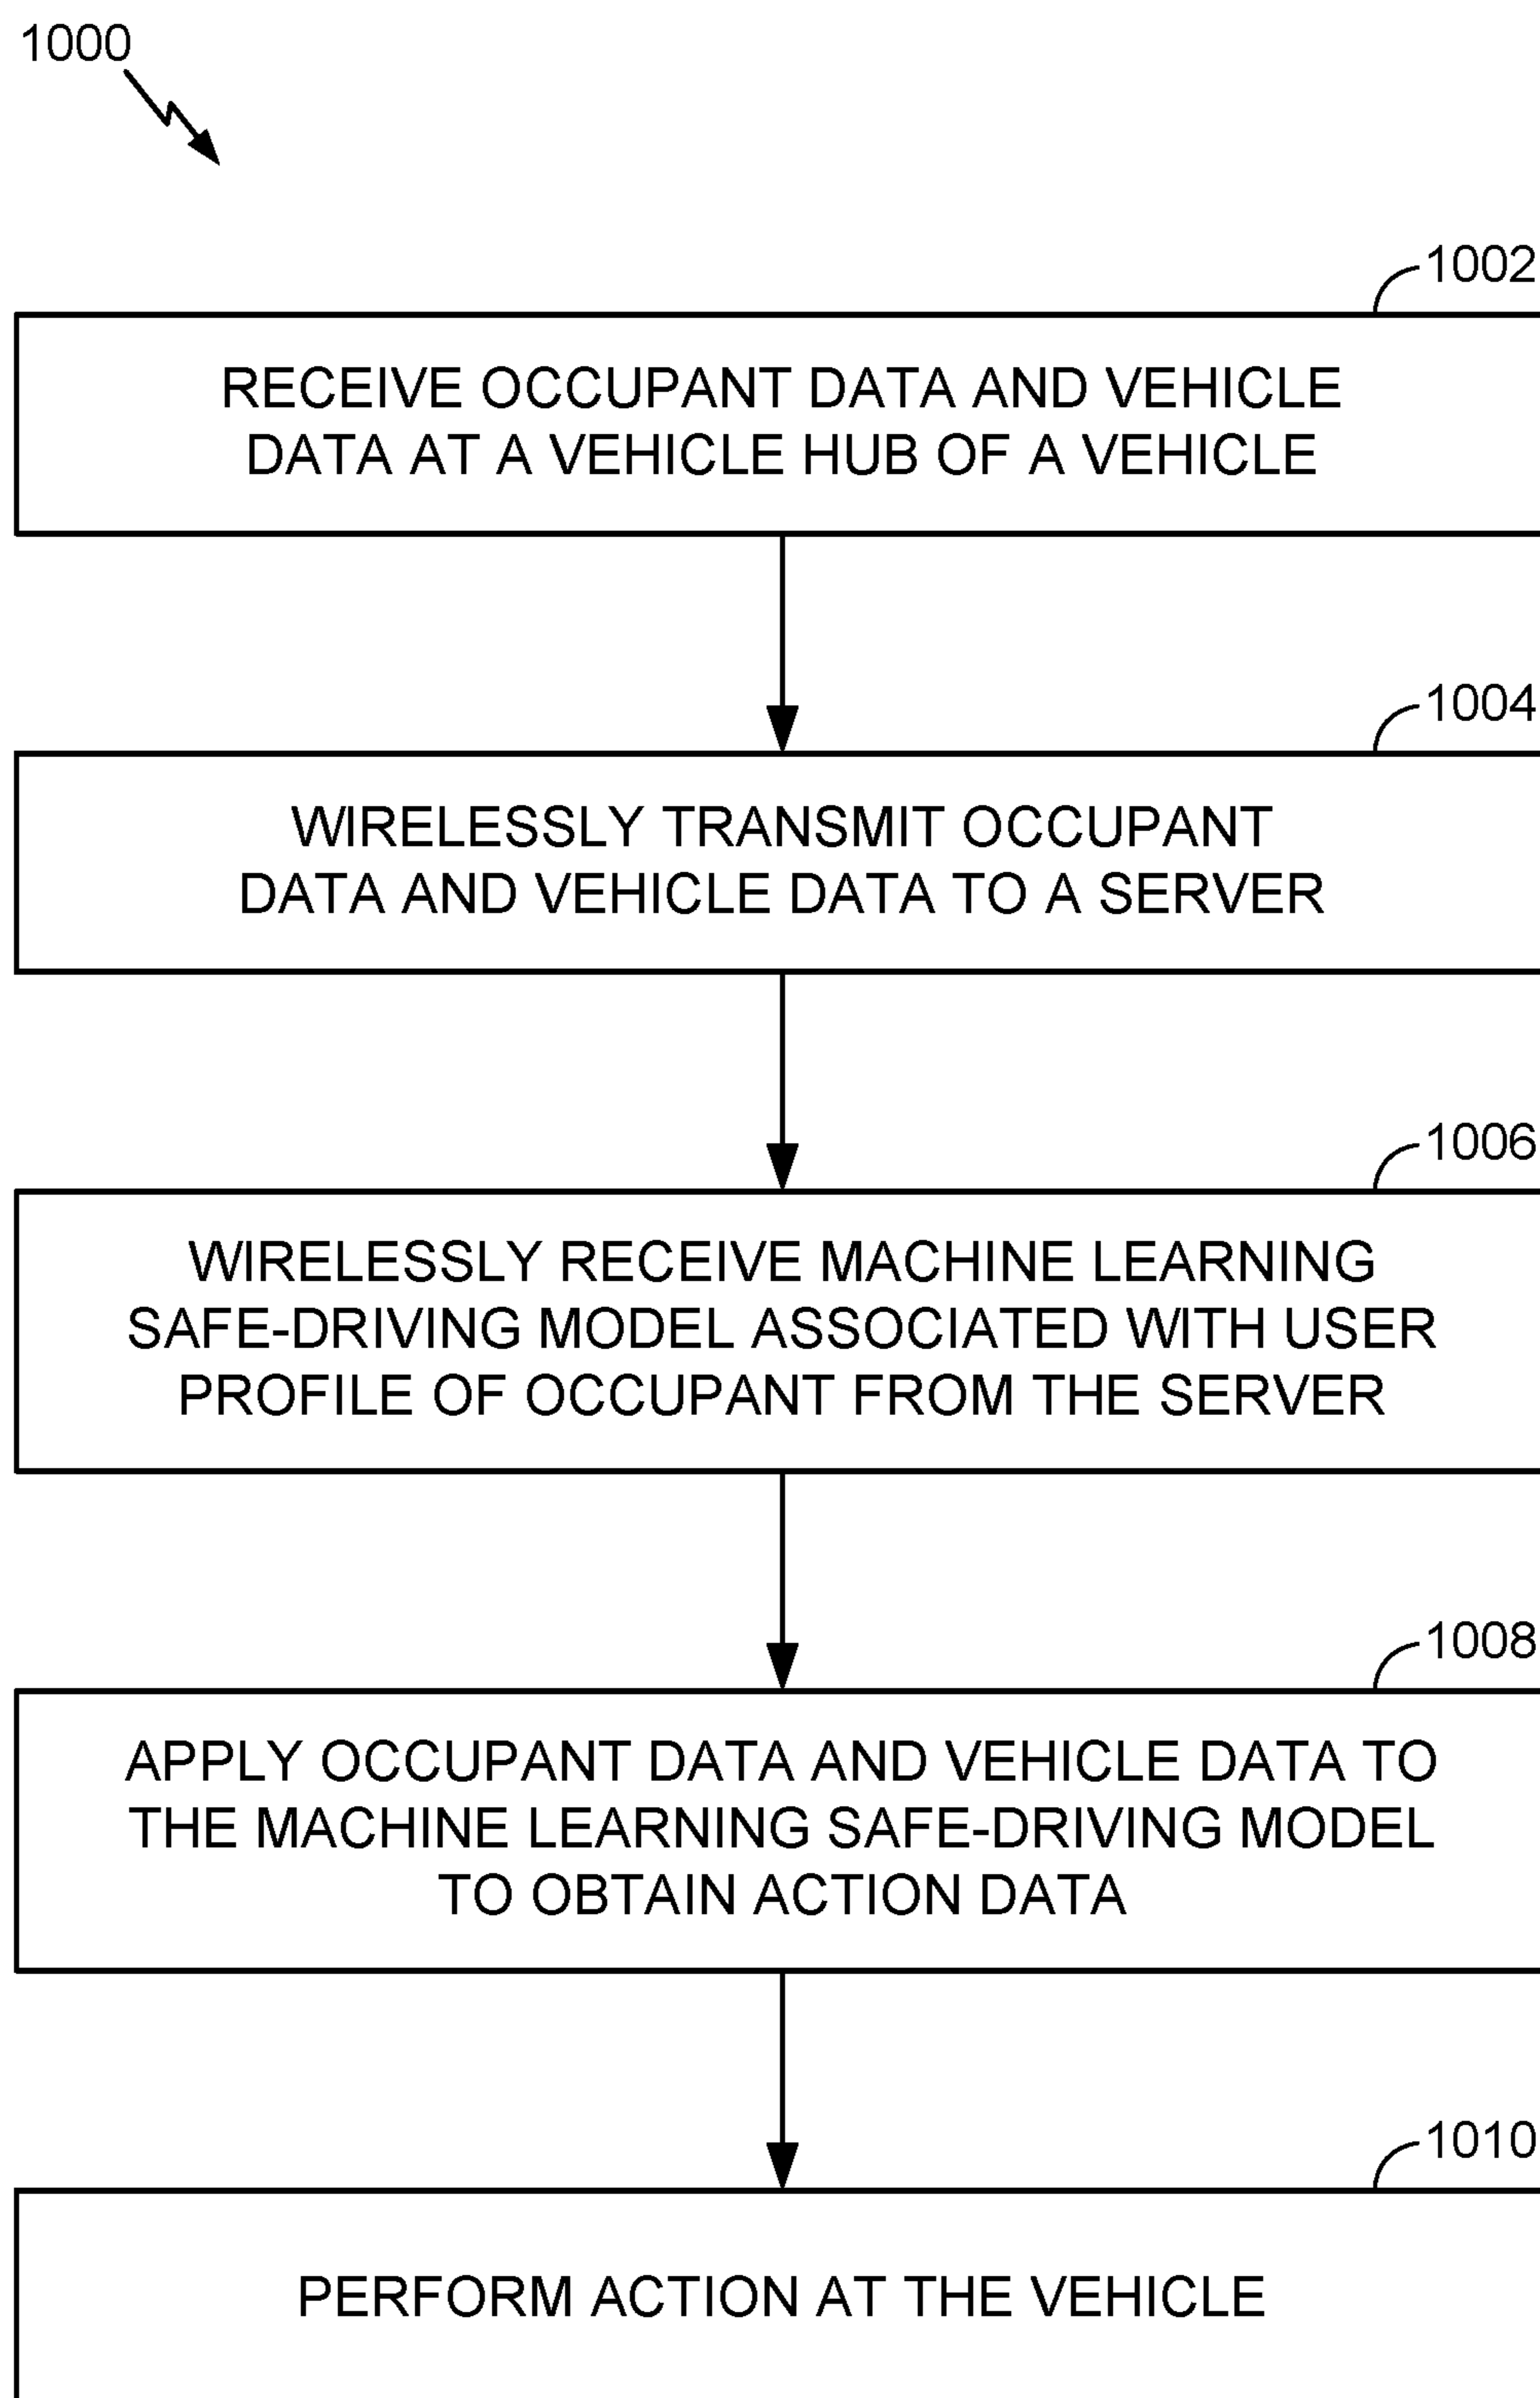 1000
1002
RECEIVE OCCUPANT DATA AND VEHICLE
DATA AT A VEHICLE HUB OF A VEHICLE
1004
WIRELESSLY TRANSMIT OCCUPANT
DATA AND VEHICLE DATA TO A SERVER
1006
WIRELESSLY RECEIVE MACHINE LEARNING
SAFE-DRIVING MODEL ASSOCIATED WITH USER
PROFILE OF OCCUPANT FROM THE SERVER
1008
APPLY OCCUPANT DATA AND VEHICLE DATA TO
THE MACHINE LEARNING SAFE-DRIVING MODEL
TO OBTAIN ACTION DATA
1010
PERFORM ACTION AT THE VEHICLE